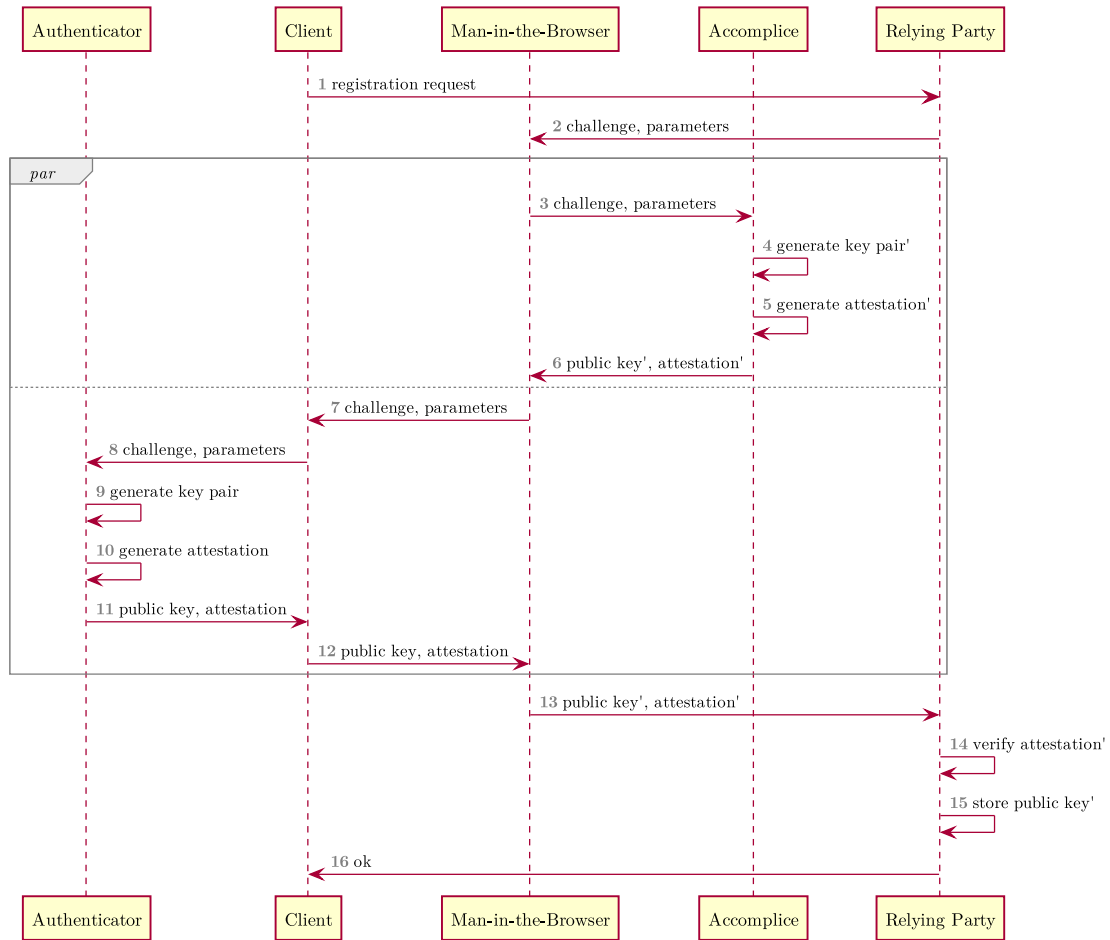 Authenticator Client Man-in-the-Browser Accomplice Relying Party
1 registration request
2 challenge, parameters
par
3 challenge, parameters
4 generate key pair'
5 generate attestation'
6 public key', attestation'
7 challenge, parameters
8 challenge, parameters
9 generate key pair
10 generate attestation
11 public key, attestation
12 public key, attestation
13 public key', attestation'
14 verify attestation'
15 store public key'
16 ok
Authenticator Client Man-in-the-Browser Accomplice Relying Party